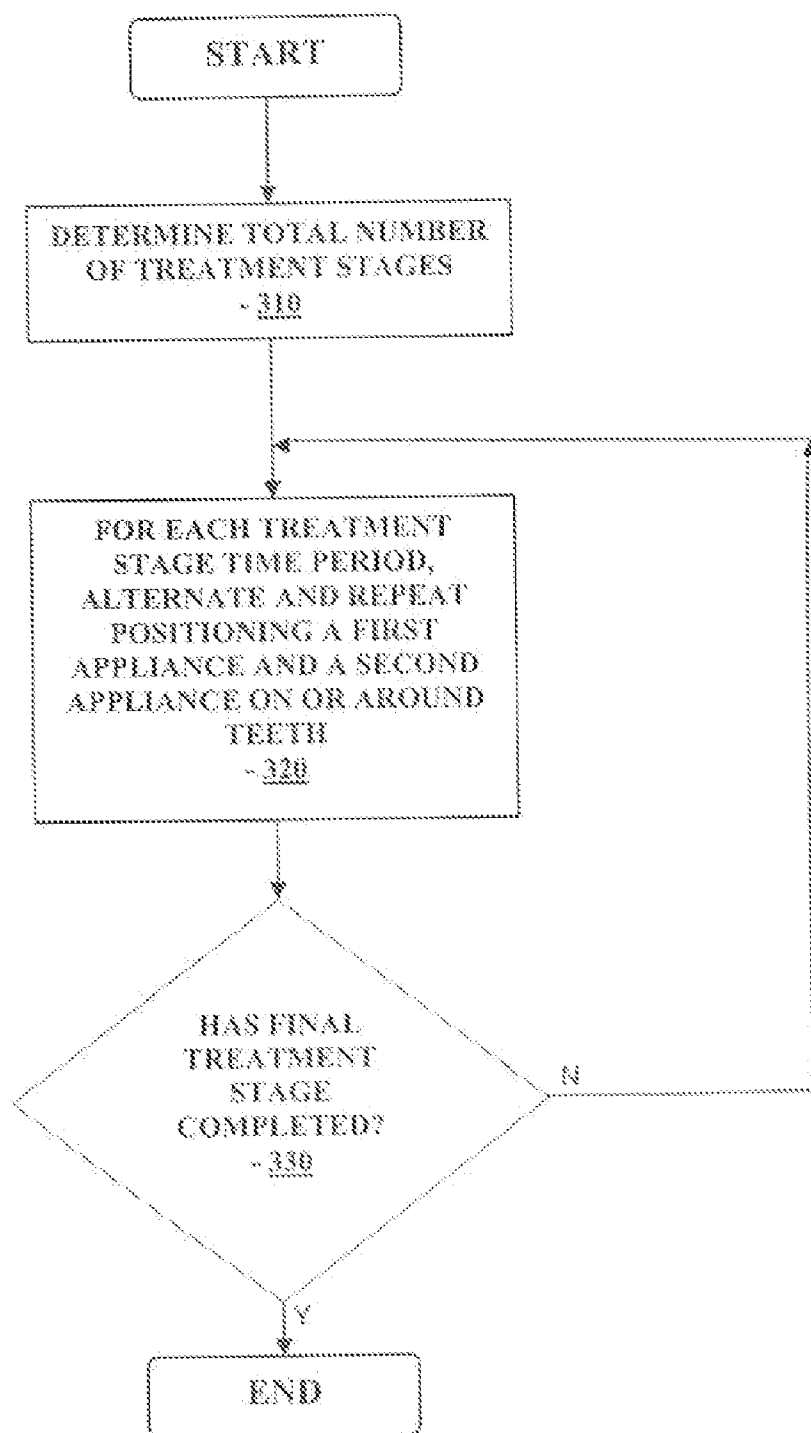 START
DETERMINE TOTAL NUMBER
OF TREATMENT STAGES
- 310
FOR EACH TREATMENT
STAGE TIME PERIOD,
ALTERNATE AND REPEAT
POSITIONING A FIRST
APPLIANCE AND A SECOND
APPLIANCE ON OR AROUND
TEETH
- 320
HAS FINAL
TREATMENT
STAGE
COMPLETED?
- 330
N
Y
END